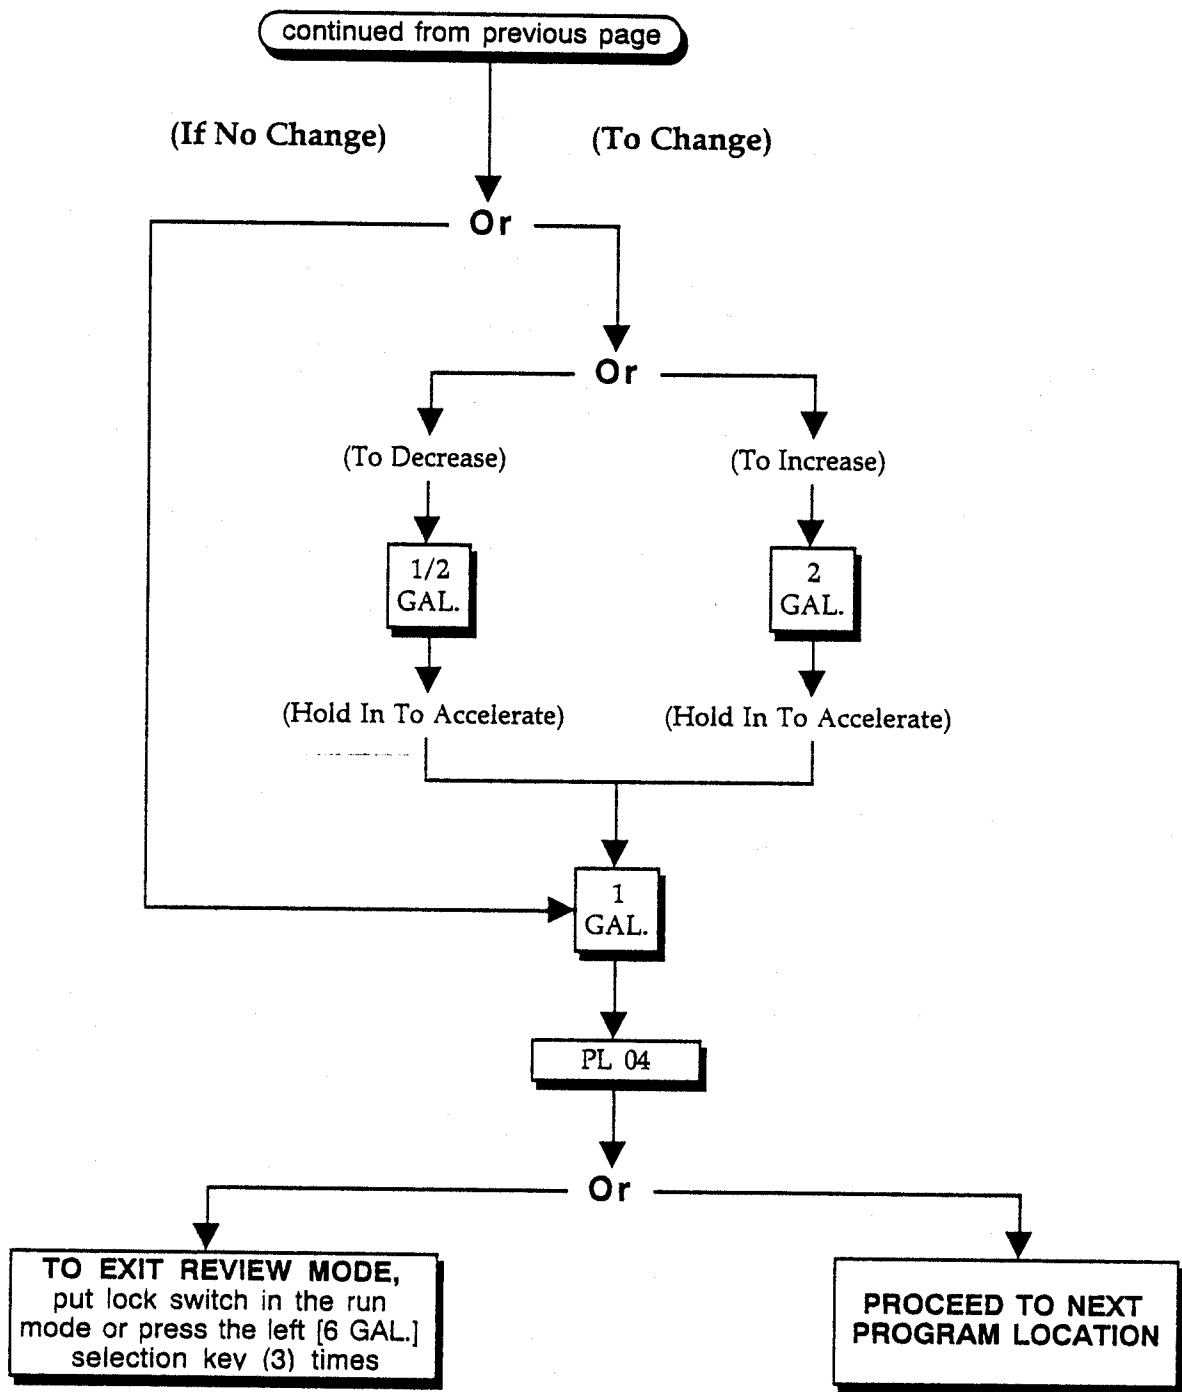 continued from previous page
(If No Change)
(To Change)
Or
Or
(To Decrease)
(To Increase)
1/2
GAL.
2
GAL.
(Hold In To Accelerate)
(Hold In To Accelerate)
1
GAL.
PL 04
Or
TO EXIT REVIEW MODE,
put lock switch in the run
mode or press the left [6 GAL.]
selection key (3) times
PROCEED TO NEXT
PROGRAM LOCATION